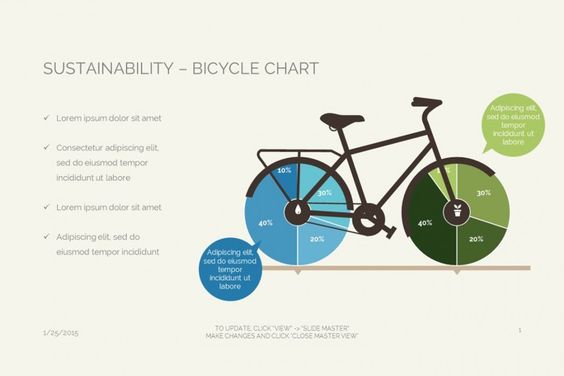 SUSTAINABILITY – BICYCLE CHART
Lorem ipsum dolor sit amet
Consectetur adipiscing elit,
sed do eiusmod tempor
incididunt ut labore
Lorem ipsum dolor sit amet
Adipiscing elit, sed do
eiusmod tempor incididunt
Adipiscing elit,
sed do eiusmod
tempor
incididunt ut
labore
10%
30%
40%
20%
30%
40%
20%
Adipiscing elit,
sed do eiusmod
tempor
incididunt ut
labore
1/25/2015
TO UPDATE, CLICK "VIEW" -> "SLIDE MASTER"
MAKE CHANGES AND CLICK "CLOSE MASTER VIEW"
1